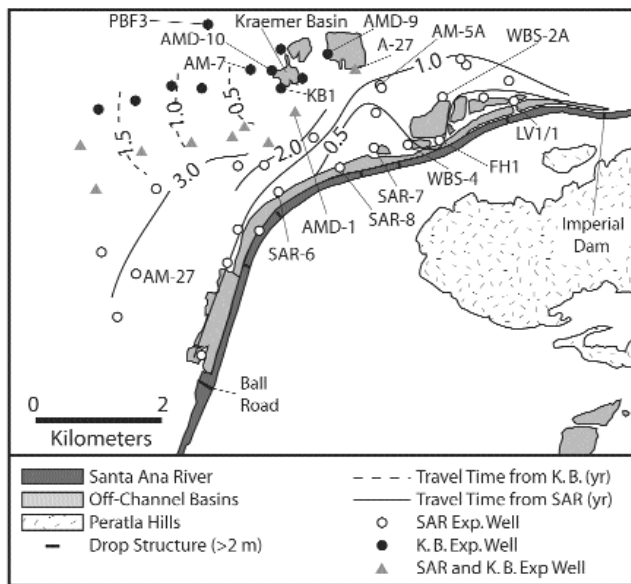 PBF3
Kraemer Basin
AMD-9
AMD-10
A-27
AM-5A
WBS-2A
AM-7
KB1
1.0
1.5
1.0
0.5
2.0
0.5
3.0
LV1/1
FH1
WBS-4
SAR-7
SAR-8
AMD-1
SAR-6
Imperial
Dam
AM-27
Ball
Road
0 2
Kilometers
Santa Ana River
Off-Channel Basins
Peratla Hills
Drop Structure (>2 m)
Travel Time from K. B. (yr)
Travel Time from SAR (yr)
SAR Exp. Well
K. B. Exp. Well
SAR and K. B. Exp Well